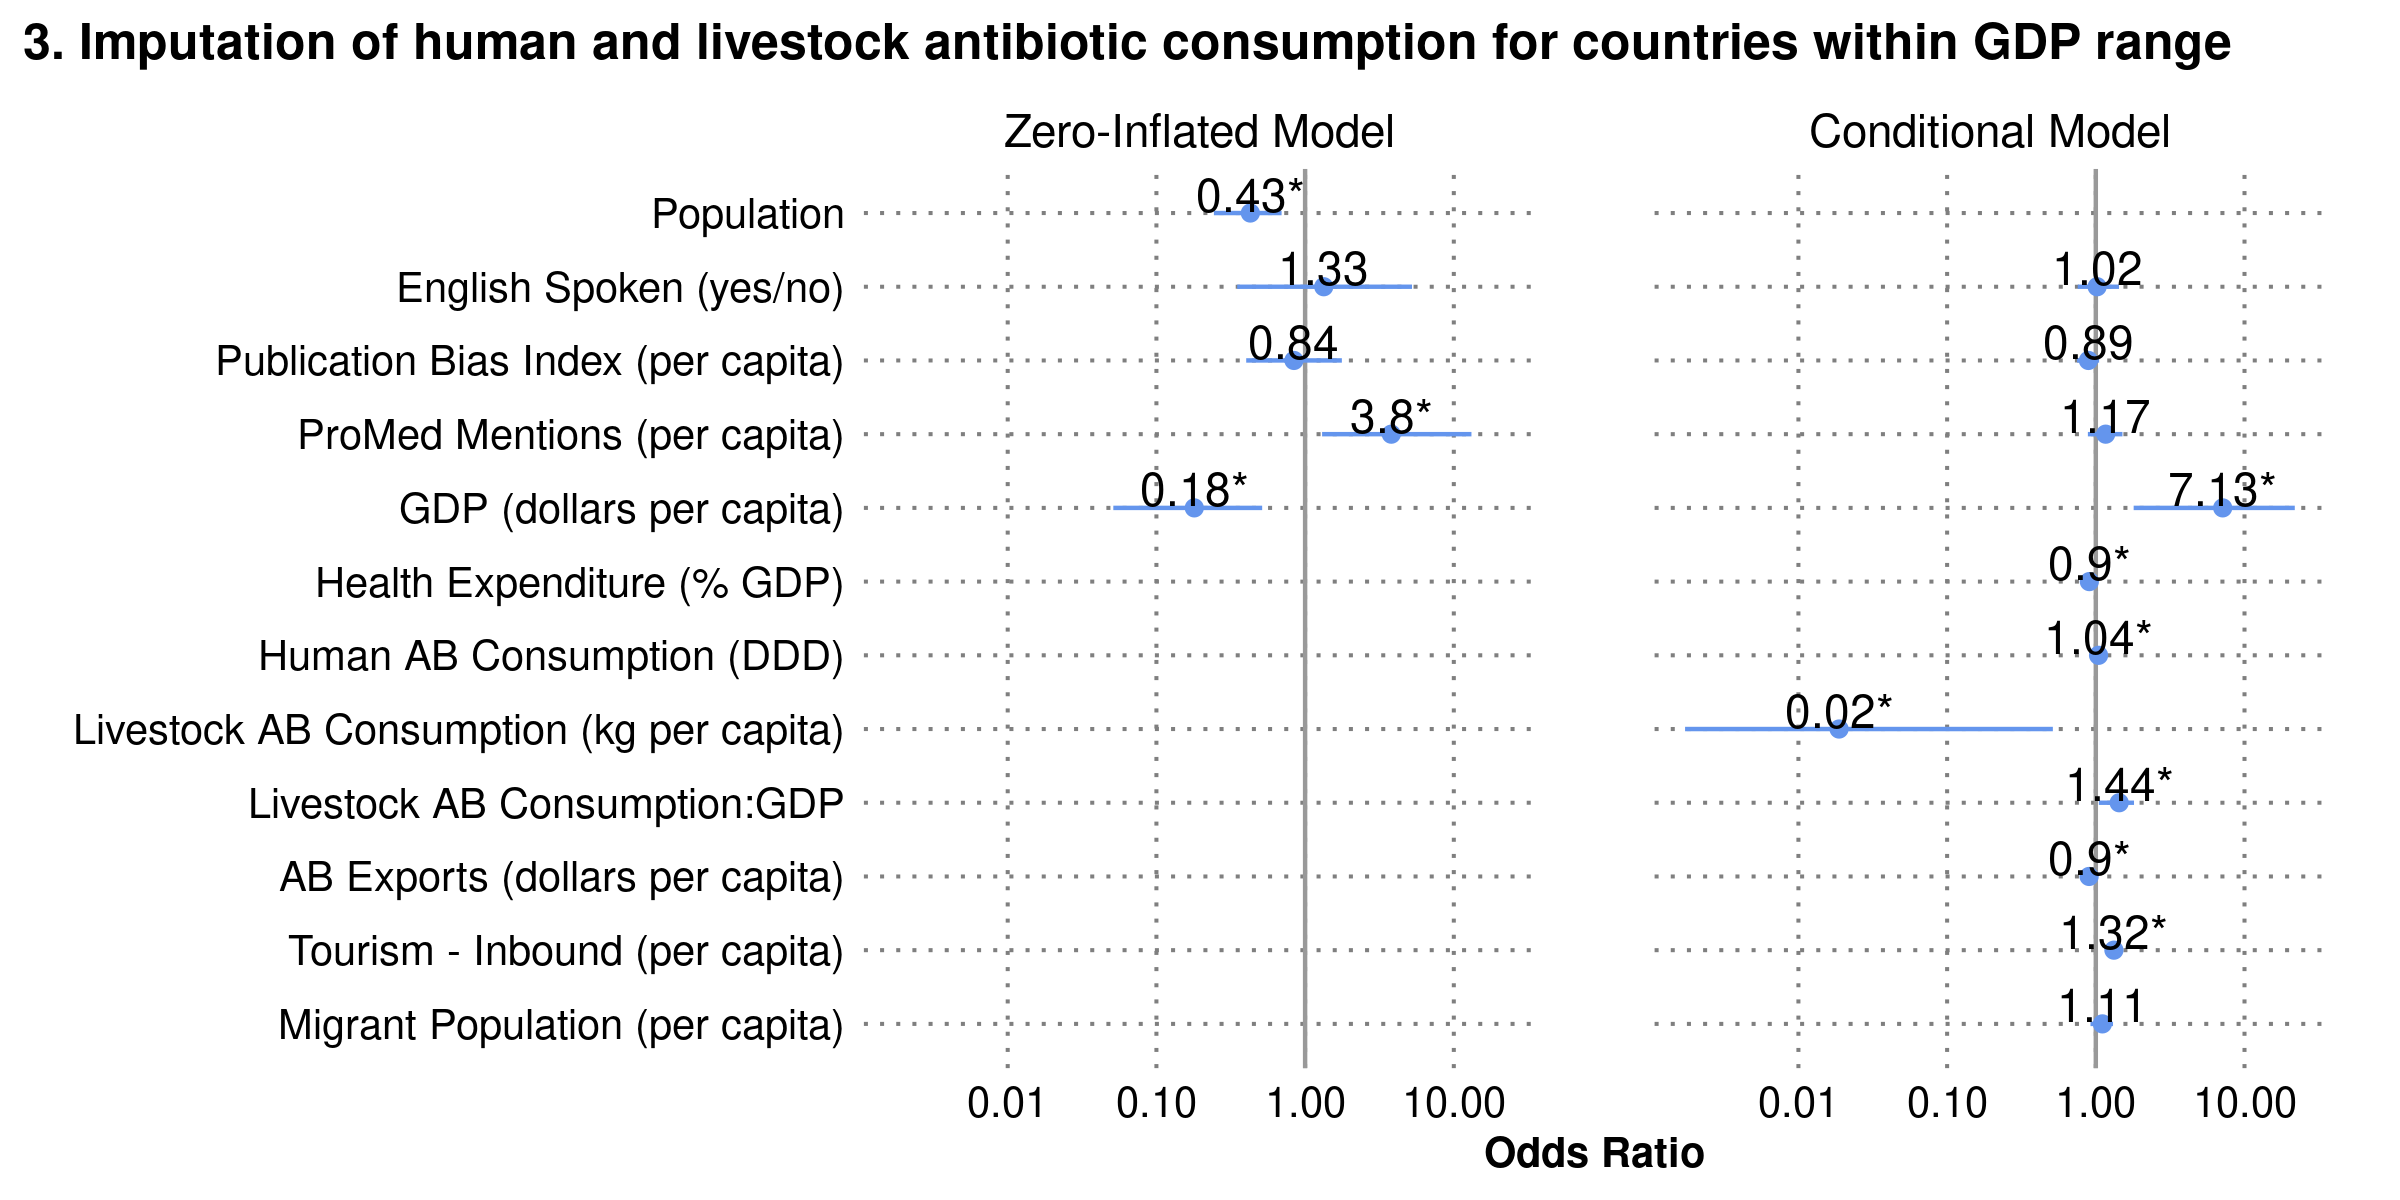 3. Imputation of human and livestock antibiotic consumption for countries within GDP range
Zero-Inflated Model Conditional Model
Population 0.43*
English Spoken (yes/no) 1.33 1.02
Publication Bias Index (per capita) 0.84 0.89
ProMed Mentions (per capita) 3.8* 1.17
GDP (dollars per capita) 0.18* 7.13*
Health Expenditure (% GDP) 0.9*
Human AB Consumption (DDD) 1.04*
Livestock AB Consumption (kg per capita) 0.02*
Livestock AB Consumption:GDP 1.44*
AB Exports (dollars per capita) 0.9*
Tourism - Inbound (per capita) 1.32*
Migrant Population (per capita) 1.11
0.01 0.10 1.00 10.00 0.01 0.10 1.00 10.00
Odds Ratio